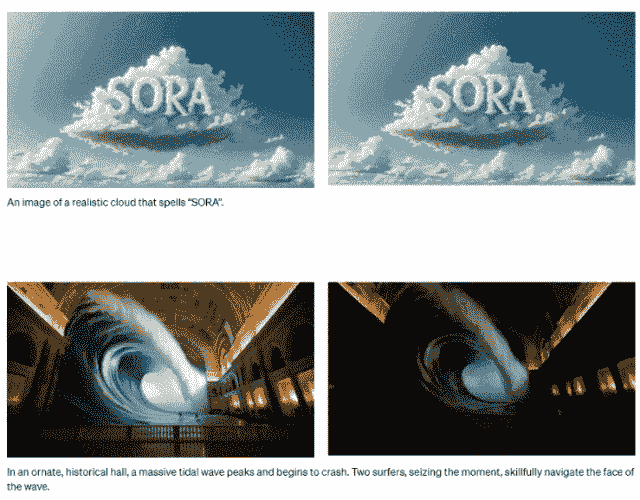 SORA
SORA
An image of a realistic cloud that spells “SORA”.
In an ornate, historical hall, a massive tidal wave peaks and begins to crash. Two surfers, seizing the moment, skillfully navigate the face of
the wave.